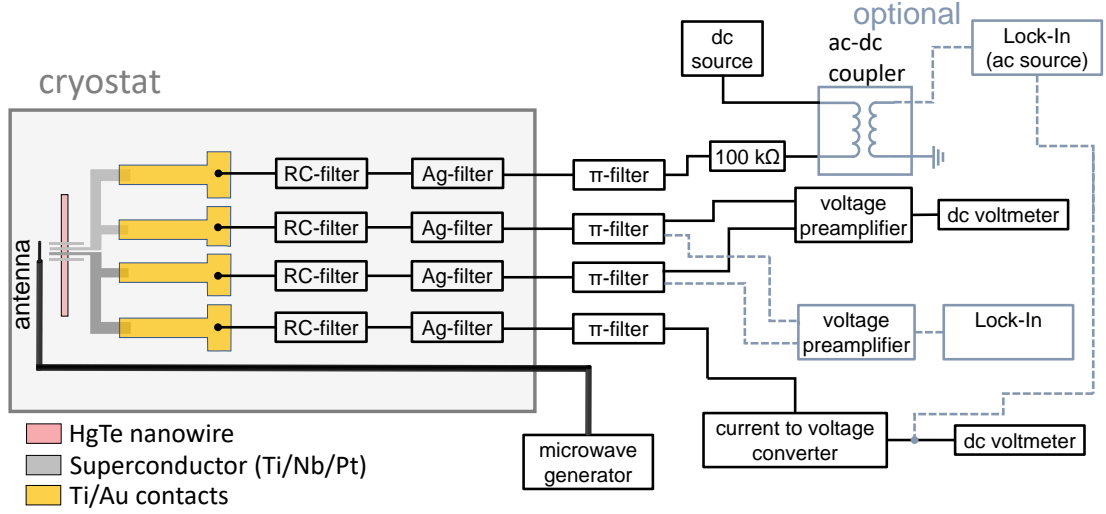 optional
dc
source
ac-dc
coupler
Lock-In
(ac source)
cryostat
RC-filter
Ag-filter
π-filter
100 kΩ
voltage
preamplifier
dc voltmeter
RC-filter
Ag-filter
π-filter
antenna
RC-filter
Ag-filter
π-filter
voltage
preamplifier
Lock-In
RC-filter
Ag-filter
π-filter
HgTe nanowire
Superconductor (Ti/Nb/Pt)
Ti/Au contacts
microwave
generator
current to voltage
converter
dc voltmeter